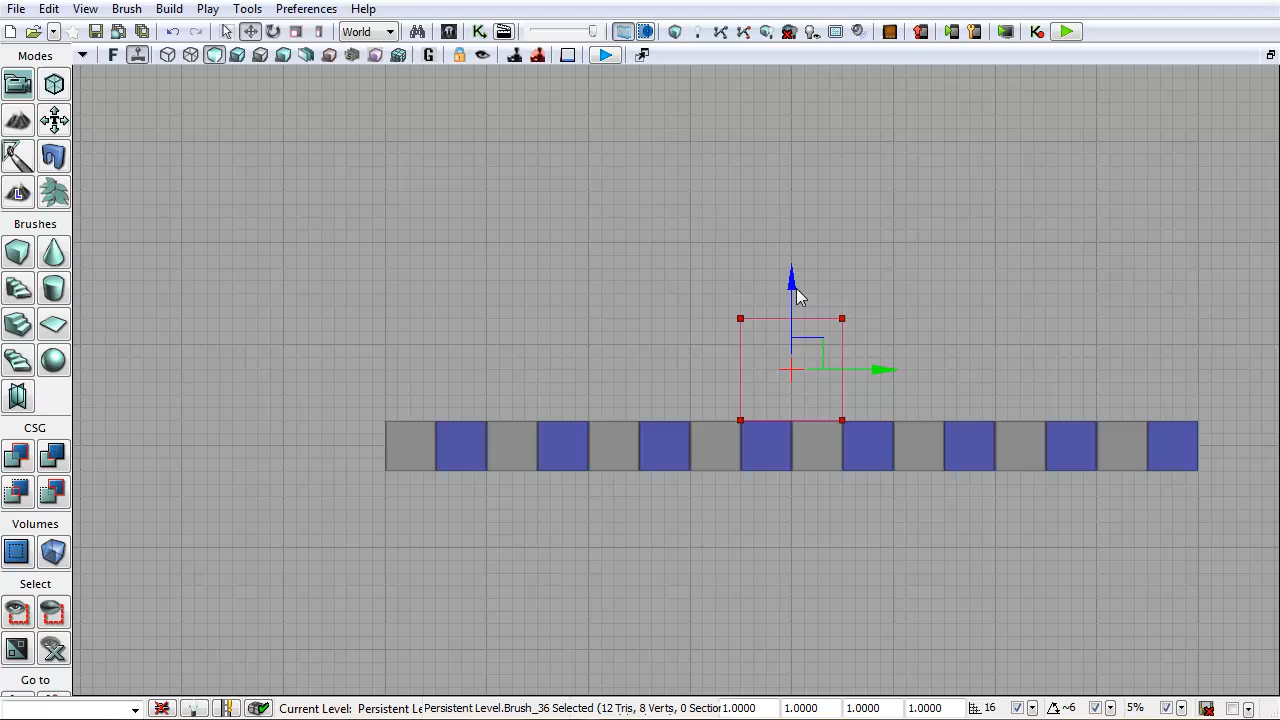 File Edit View Brush Build Play Tools Preferences Help
World
F G
Modes
L
Brushes
CSG
Volumes
Select
Go to
Current Level: Persistent Le Persistent Level.Brush_36 Selected (12 Tris, 8 Verts, 0 Section 1.0000 1.0000 1.0000 1.0000 16 ~6 5%